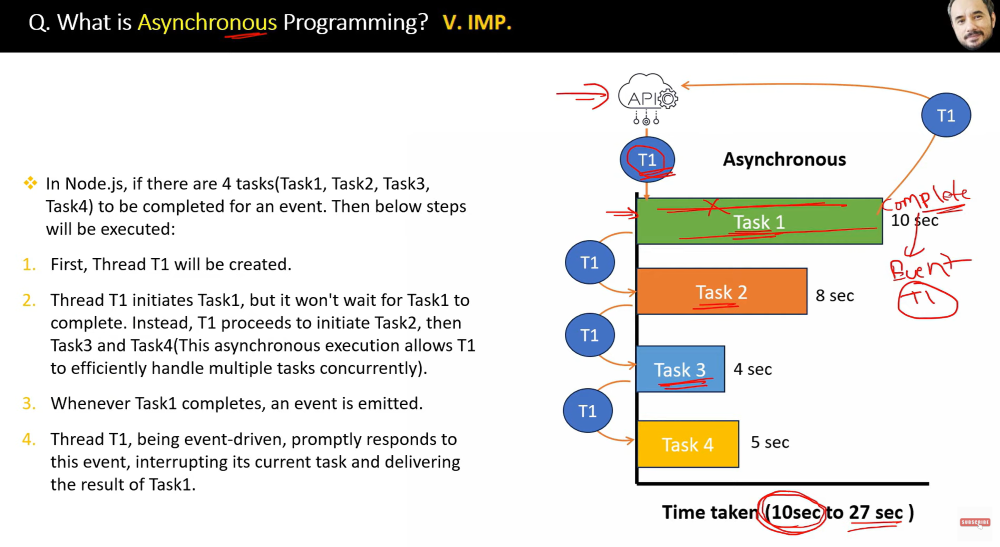 Q. What is Asynchronous Programming? V. IMP.
In Node.js, if there are 4 tasks(Task1, Task2, Task3,
Task4) to be completed for an event. Then below steps
will be executed:
1. First, Thread T1 will be created.
2. Thread T1 initiates Task1, but it won't wait for Task1 to
complete. Instead, T1 proceeds to initiate Task2, then
Task3 and Task4(This asynchronous execution allows T1
to efficiently handle multiple tasks concurrently).
3. Whenever Task1 completes, an event is emitted.
4. Thread T1, being event-driven, promptly responds to
this event, interrupting its current task and delivering
the result of Task1.
API
T1
T1
Asynchronous
Complete
Task 1
10 sec
T1
Event
T1
Task 2
8 sec
T1
Task 3
4 sec
T1
Task 4
5 sec
Time taken (10sec to 27 sec )
SUBSCRIBE